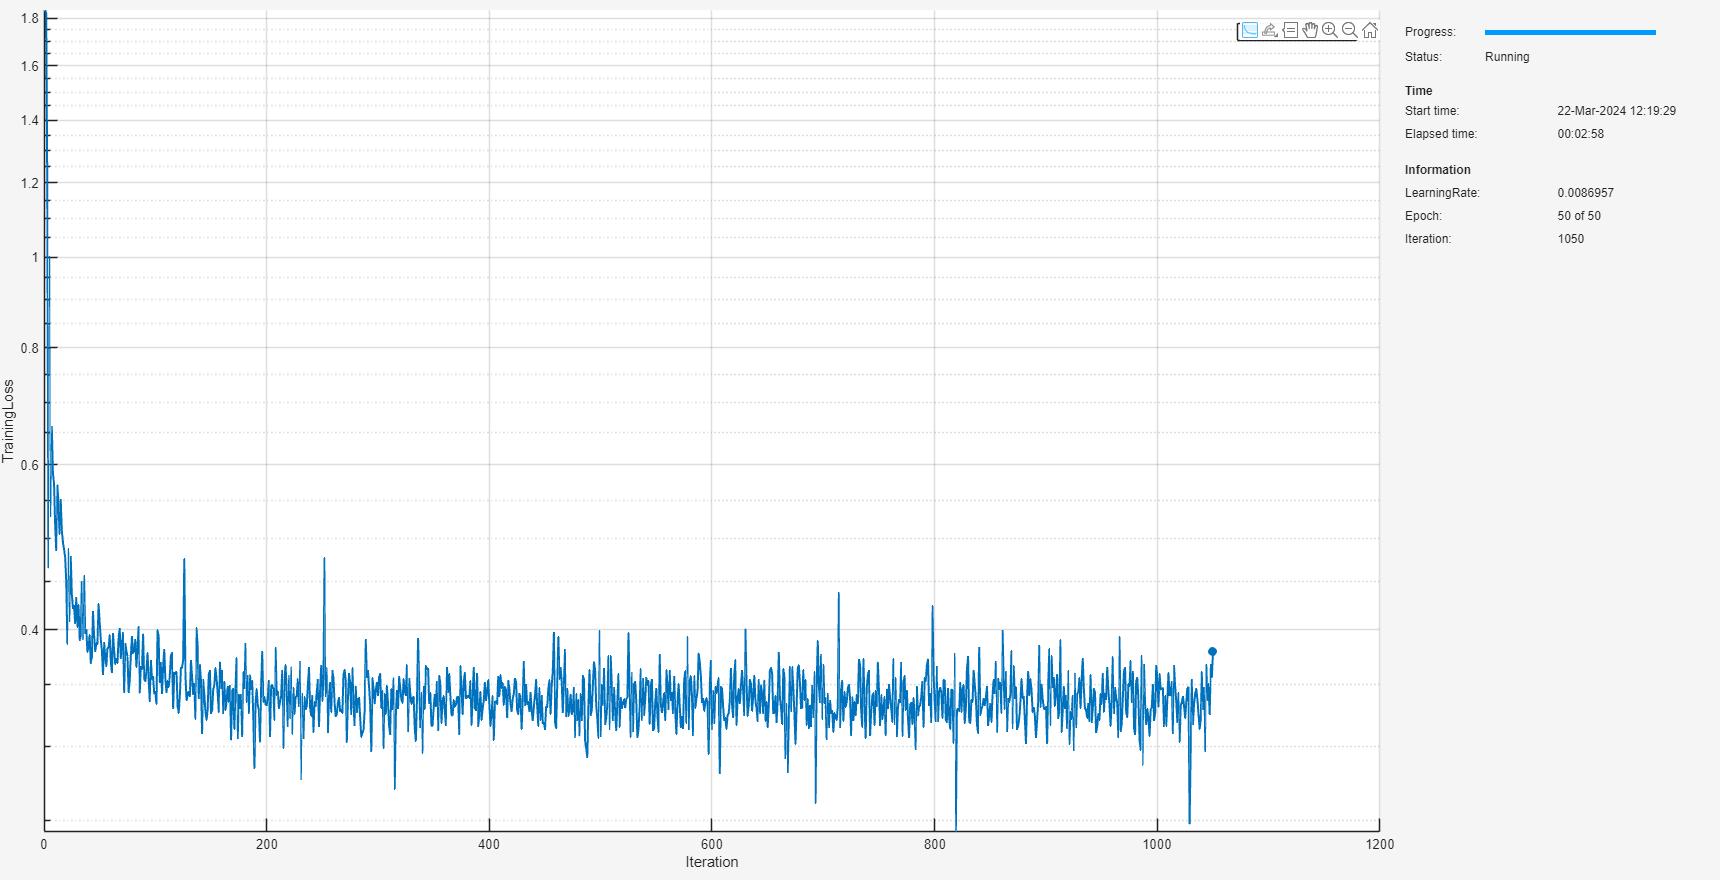 1.8
1.6
1.4
1.2
1
0.8
0.6
0.4
TrainingLoss
0
200
400
600
800
1000
1200
Iteration
Progress:
Status: Running
Time
Start time: 22-Mar-2024 12:19:29
Elapsed time: 00:02:58
Information
LearningRate: 0.0086957
Epoch: 50 of 50
Iteration: 1050